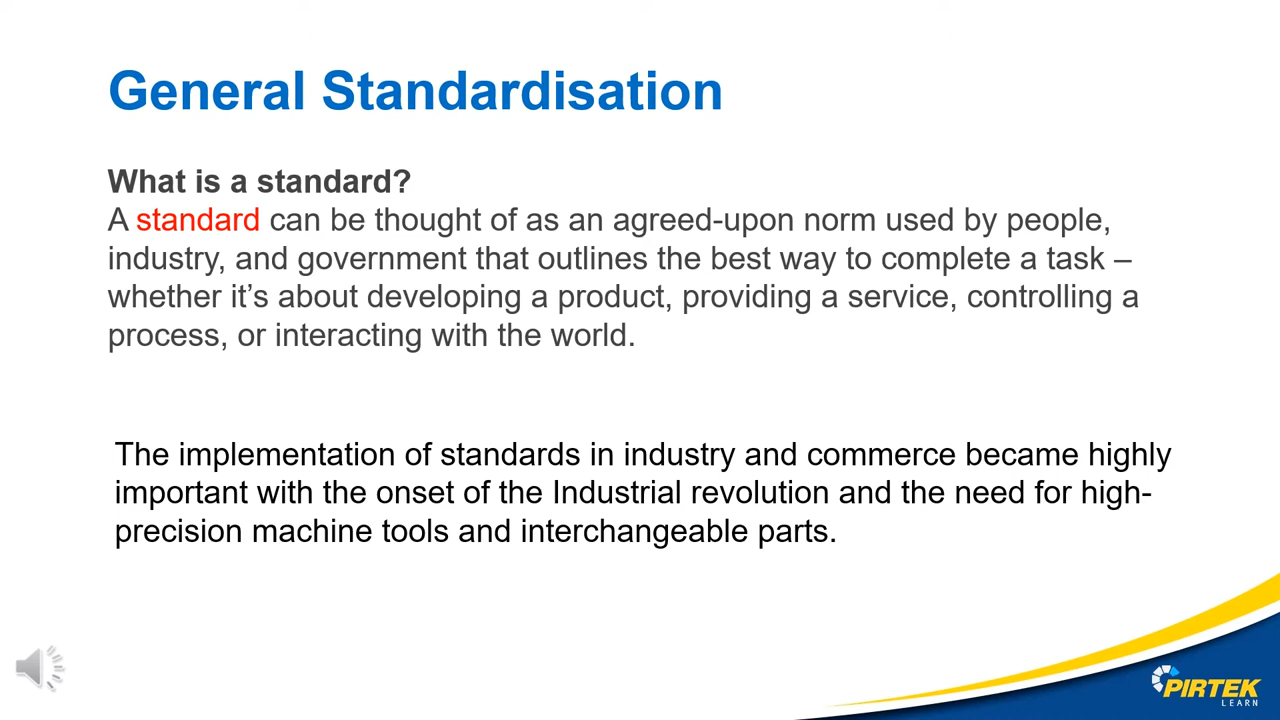 General Standardisation
What is a standard?
A standard can be thought of as an agreed-upon norm used by people,
industry, and government that outlines the best way to complete a task –
whether it’s about developing a product, providing a service, controlling a
process, or interacting with the world.
The implementation of standards in industry and commerce became highly
important with the onset of the Industrial revolution and the need for high-
precision machine tools and interchangeable parts.
PIRTEK
LEARN